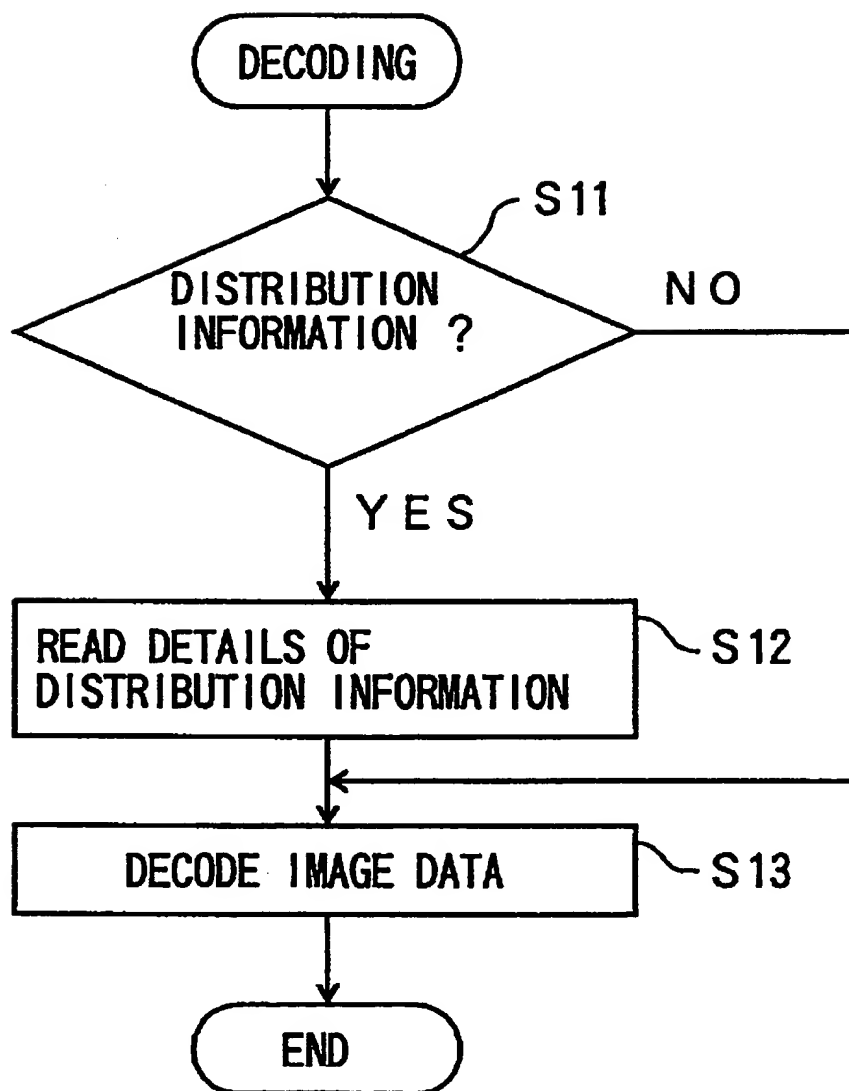 DECODING
S11
DISTRIBUTION
INFORMATION ?
NO
YES
READ DETAILS OF
DISTRIBUTION INFORMATION
S12
DECODE IMAGE DATA
S13
END